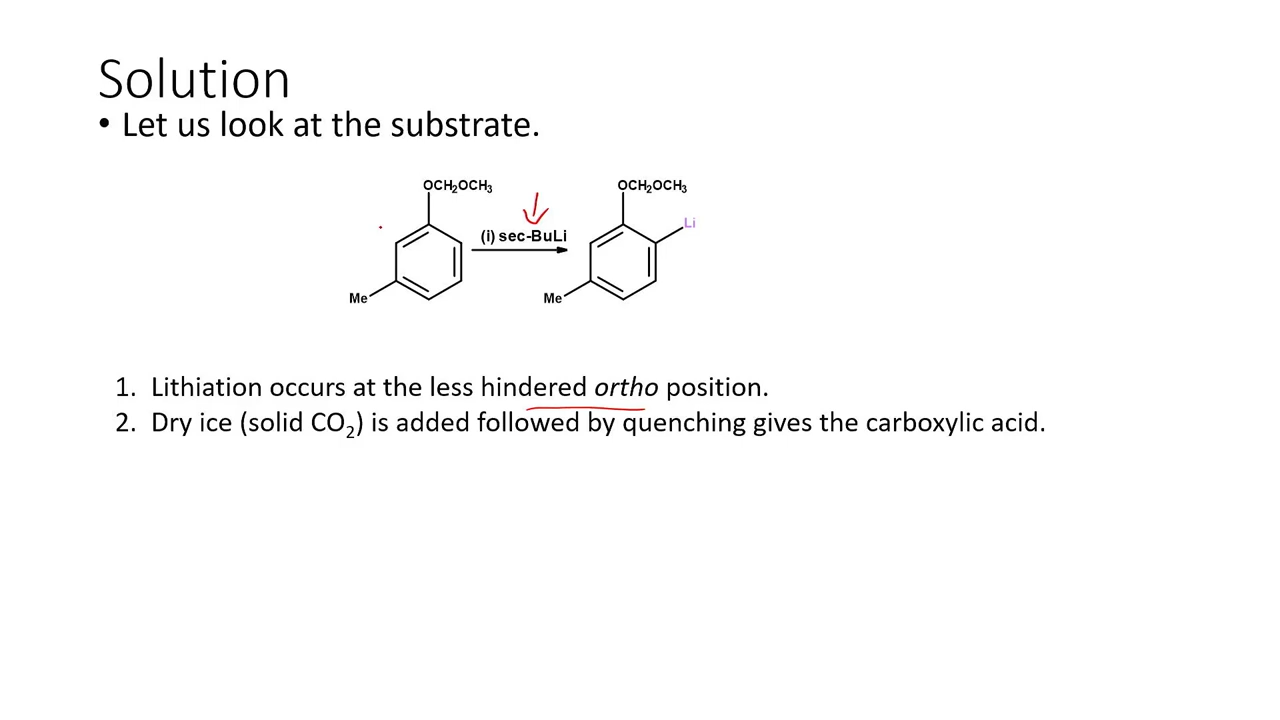 Solution
• Let us look at the substrate.
OCH₂OCH₃ OCH₂OCH₃
(i) sec-BuLi Li
Me Me
1. Lithiation occurs at the less hindered ortho position.
2. Dry ice (solid CO₂) is added followed by quenching gives the carboxylic acid.